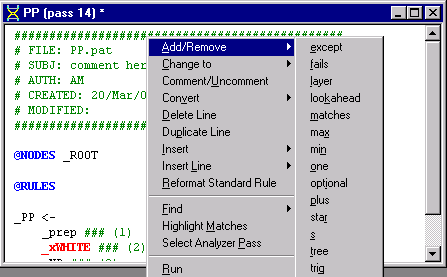 PP (pass 14) *
###########################################
# FILE: PP.pat
# SUBJ: comment her
# AUTH: AM
# CREATED: 20/Mar/0
# MODIFIED:
@NODES _ROOT
@RULES
_PP <-
_prep ### (1)
_xWHITE ### (2)
Add/Remove
Change to
Comment/Uncomment
Convert
Delete Line
Duplicate Line
Insert
Insert Line
Reformat Standard Rule
Find
Highlight Matches
Select Analyzer Pass
Run
except
fails
layer
lookahead
matches
max
min
one
optional
plus
star
s
tree
trig